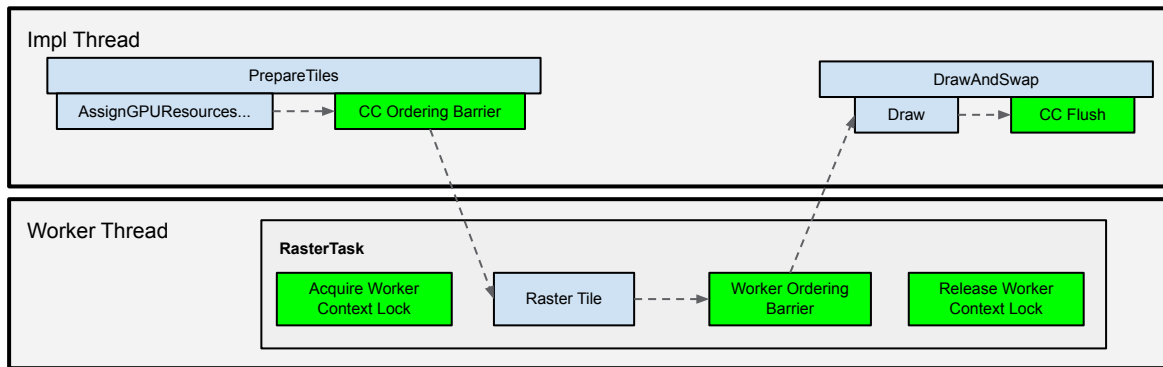 Impl Thread
PrepareTiles
AssignGPUResources...
CC Ordering Barrier
DrawAndSwap
Draw
CC Flush
Worker Thread
RasterTask
Acquire Worker
Context Lock
Raster Tile
Worker Ordering
Barrier
Release Worker
Context Lock